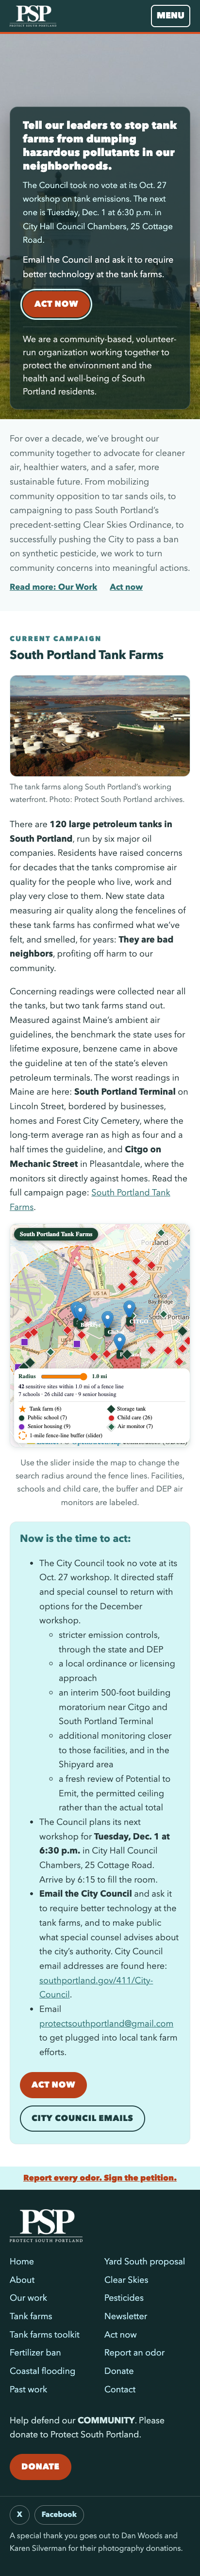 PSP
PROTECT SOUTH PORTLAND
MENU
Tell our leaders to stop tank
farms from dumping
hazardous pollutants in our
neighborhoods.
The Council took no vote at its Oct. 27
workshop on tank emissions. The next
one is Tuesday, Dec. 1 at 6:30 p.m. in
City Hall Council Chambers, 25 Cottage
Road.
Email the Council and ask it to require
better technology at the tank farms.
ACT NOW
We are a community-based, volunteer-
run organization working together to
protect the environment and the
health and well-being of South
Portland residents.
For over a decade, we've brought our
community together to advocate for cleaner
air, healthier waters, and a safer, more
sustainable future. From mobilizing
community opposition to tar sands oil, to
campaigning to pass South Portland's
precedent-setting Clear Skies Ordinance, to
successfully pushing the City to pass a ban
on synthetic pesticide, we work to turn
community concerns into meaningful actions.
Read more: Our Work Act now
CURRENT CAMPAIGN
South Portland Tank Farms
The tank farms along South Portland's working
waterfront. Photo: Protect South Portland archives.
There are 120 large petroleum tanks in
South Portland, run by six major oil
companies. Residents have raised concerns
for decades that the tanks compromise air
quality for the people who live, work and
play very close to them. New state data
measuring air quality along the fencelines of
these tank farms has confirmed what we've
felt, and smelled, for years: They are bad
neighbors, profiting off harm to our
community.
Concerning readings were collected near all
the tanks, but two tank farms stand out.
Measured against Maine's ambient air
guidelines, the benchmark the state uses for
lifetime exposure, benzene came in above
the guideline at ten of the state's eleven
petroleum terminals. The worst readings in
Maine are here: South Portland Terminal on
Lincoln Street, bordered by businesses,
homes and Forest City Cemetery, where the
long-term average ran as high as four and a
half times the guideline, and Citgo on
Mechanic Street in Pleasantdale, where the
monitors sit directly against homes. Read the
full campaign page: South Portland Tank
Farms.
South Portland Tank Farms
Portland
US 1A
Bay Bridge
South Portland
Radius 1.0 mi
42 sensitive sites within 1.0 mi of a fence line
7 schools · 26 child care · 9 senior housing
Tank farm (6) Storage tank
Public school (7) Child care (26)
Senior housing (9) Air monitor (7)
1-mile fence-line buffer (slider)
Use the slider inside the map to change the
search radius around the fence lines. Facilities,
schools and child care, the buffer and DEP air
monitors are labeled.
Now is the time to act:
• The City Council took no vote at its
Oct. 27 workshop. It directed staff
and special counsel to return with
options for the December
workshop.
stricter emission controls,
through the state and DEP
a local ordinance or licensing
approach
an interim 500-foot building
moratorium near Citgo and
South Portland Terminal
additional monitoring closer
to those facilities, and in the
Shipyard area
a fresh review of Potential to
Emit, the permitted ceiling
rather than the actual total
• The Council plans its next
workshop for Tuesday, Dec. 1 at
6:30 p.m. in City Hall Council
Chambers, 25 Cottage Road.
Arrive by 6:15 to fill the room.
• Email the City Council and ask it
to require better technology at the
tank farms, and to make public
what special counsel advises about
the city's authority. City Council
email addresses are found here:
southportland.gov/411/City-
Council.
• Email
protectsouthportland@gmail.com
to get plugged into local tank farm
efforts.
ACT NOW
CITY COUNCIL EMAILS
Report every odor. Sign the petition.
PSP
PROTECT SOUTH PORTLAND
Home Yard South proposal
About Clear Skies
Our work Pesticides
Tank farms Newsletter
Tank farms toolkit Act now
Fertilizer ban Report an odor
Coastal flooding Donate
Past work Contact
Help defend our COMMUNITY. Please
donate to Protect South Portland.
DONATE
X Facebook
A special thank you goes out to Dan Woods and
Karen Silverman for their photography donations.